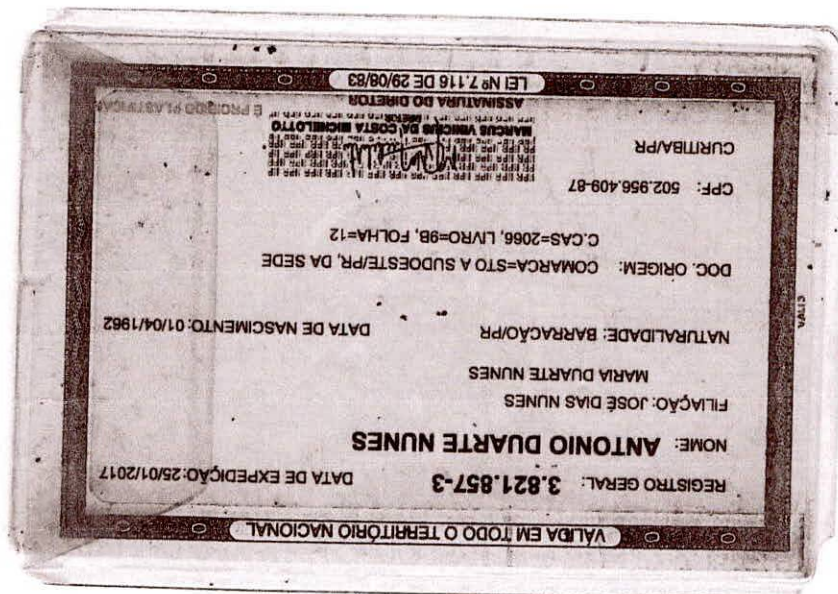 VÁLIDA EM TODO O TERRITÓRIO NACIONAL
REGISTRO GERAL: 3.821.857-3 DATA DE EXPEDIÇÃO: 25/01/2017
NOME: ANTONIO DUARTE NUNES
FILIAÇÃO: JOSÉ DIAS NUNES
MARIA DUARTE NUNES
NATURALIDADE: BARRACÃO/PR DATA DE NASCIMENTO: 01/04/1962
DOC. ORIGEM: COMARCA=STO A SUDOESTE/PR, DA SEDE
C.CAS=2066, LIVRO=9B, FOLHA=12
CPF: 502.956.409-87
CURITIBA/PR
MARCUS VINICIUS DA COSTA MICHELOTTO
DIRETOR
ASSINATURA DO DIRETOR
É PROIBIDO PLASTIFICAR
LEI Nº 7.116 DE 29/08/83